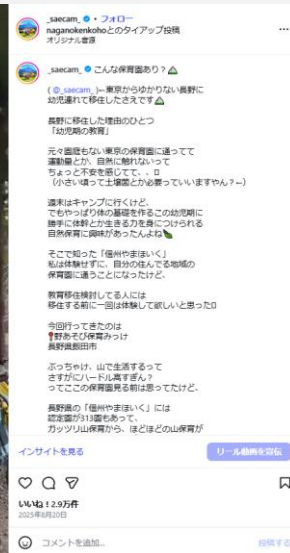 _saecam_ • フォロー
naganokenkohoとのタイアップ投稿
オリジナル音源
_saecam_ こんな保育園あり？
( @_saecam_ )←東京からゆかりない長野に
幼児連れて移住したさえです
長野に移住した理由のひとつ
「幼児期の教育」
元々園庭もない東京の保育園に通ってて
運動量とか、自然に触れないって
ちょっと不安を感じてて、、
（小さい頃って土壌菌とか必要っていいますやん？←）
週末はキャンプに行くけど、
でもやっぱり体の基礎を作るこの幼児期に
勝手に体幹とか生きる力を身につけられる
自然保育に興味があったんよね
そこで知った「信州やまほいく」
私は体験せずに、自分の住んでる地域の
保育園に通うことになったけど、
教育移住検討してる人には
移住する前に一回は体験して欲しいと思った
今回行ってきたのは
野あそび保育みっけ
長野県飯田市
ぶっちゃけ、山で生活するって
さすがにハードル高すぎん？
ってここの保育園見る前は思ってたけど、
長野県の「信州やまほいく」には
認定園が313園もあって、
ガッツリ山保育から、ほどほどの山保育が
インサイトを見る
リール動画を宣伝
いいね！2.9万件
2025年8月20日
コメントを追加...
投稿する